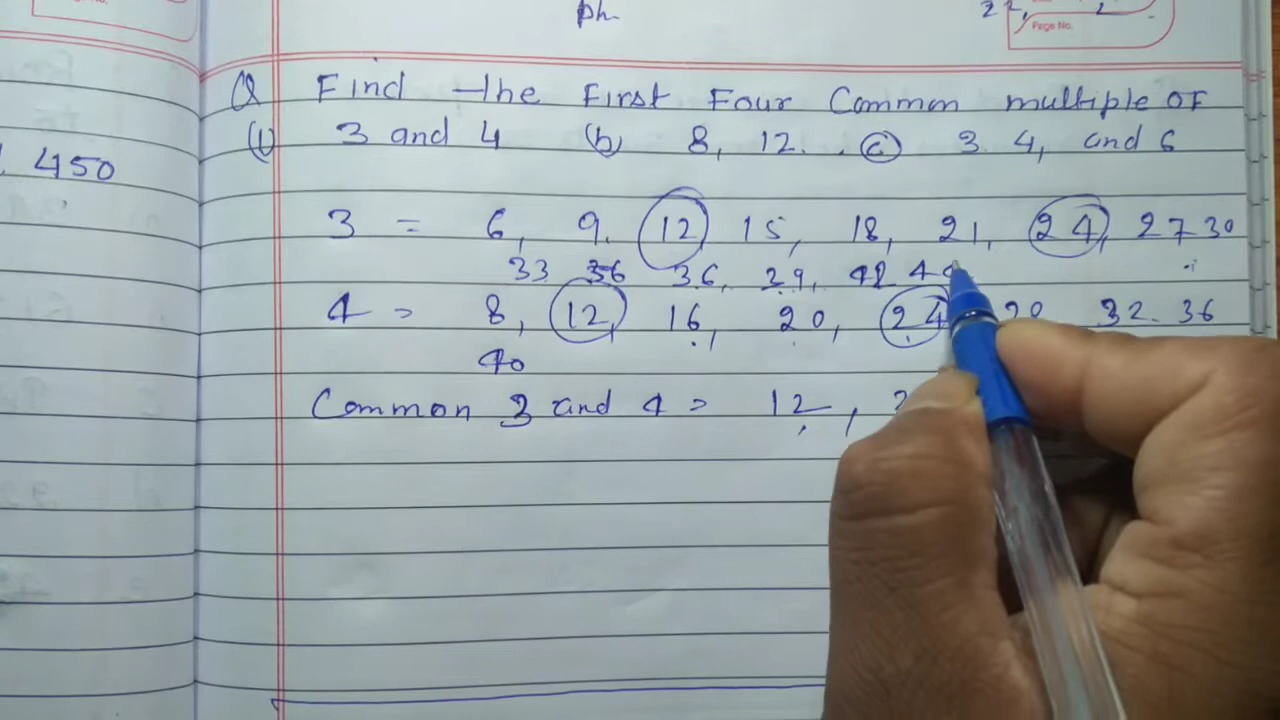 ph.
Page No.
Q Find the First Four Common multiple OF
(i) 3 and 4 (b) 8, 12. (c) 3 4, and 6
450
3 = 6, 9. 12, 15, 18, 21, 24, 27 30
33 36 36, 39, 42
4 = 8, 12, 16, 20, 24 28 32. 36
40
Common 3 and 4 = 12,